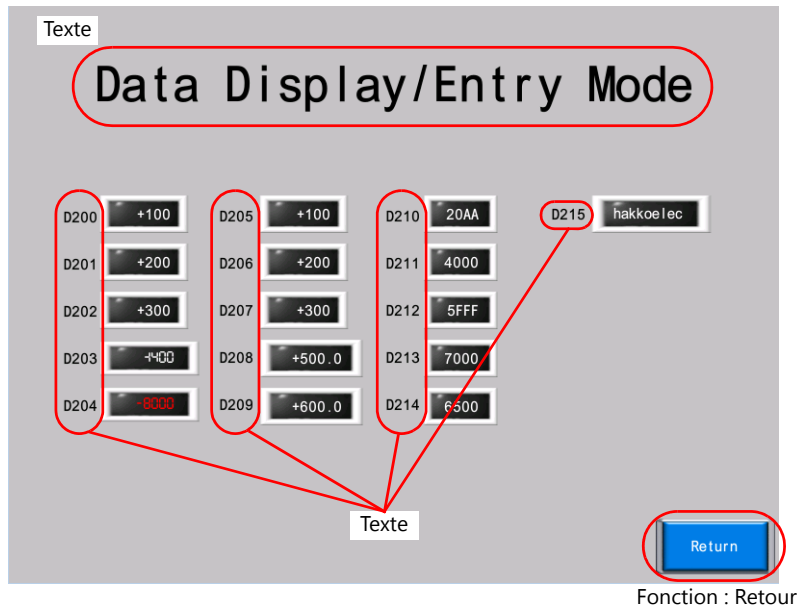 Texte
Data Display/Entry Mode
D200 +100 D205 +100 D210 20AA D215 hakkoelec
D201 +200 D206 +200 D211 4000
D202 +300 D207 +300 D212 5FFF
D203 -1400 D208 +500.0 D213 7000
D204 -8000 D209 +600.0 D214 6500
Texte
Return
Fonction : Retour